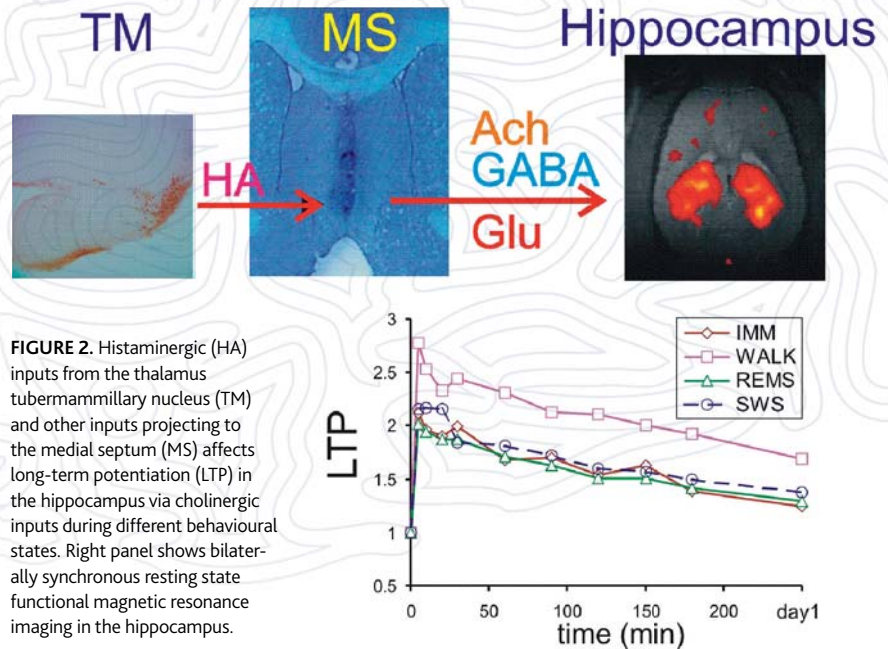 TM
MS
Hippocampus
HA
Ach
GABA
Glu
FIGURE 2. Histaminergic (HA)
inputs from the thalamus
tubermammillary nucleus (TM)
and other inputs projecting to
the medial septum (MS) affects
long-term potentiation (LTP) in
the hippocampus via cholinergic
inputs during different behavioural
states. Right panel shows bilater-
ally synchronous resting state
functional magnetic resonance
imaging in the hippocampus.
LTP
3
2.5
2
1.5
1
0.5
IMM
WALK
REMS
SWS
0 50 100 150 200 day1
time (min)